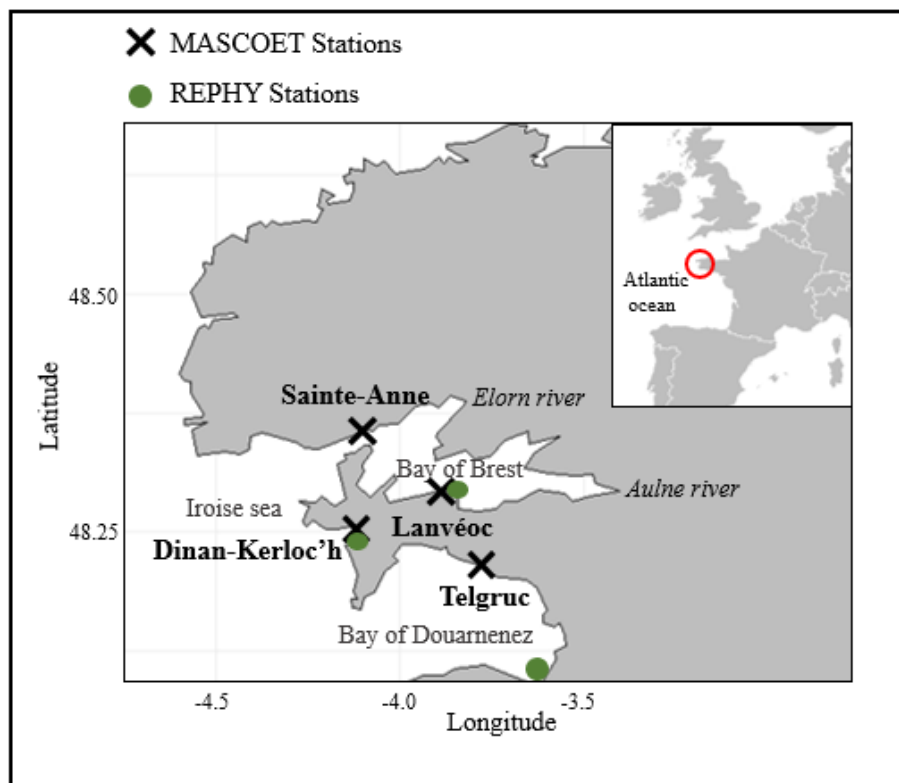 MASCOET Stations
REPHY Stations
Atlantic
ocean
48.50
Sainte-Anne
Elorn river
Latitude
Bay of Brest
Aulne river
Iroise sea
Lanvéoc
48.25
Dinan-Kerloc’h
Telgruc
Bay of Douarnenez
-4.5
-4.0
-3.5
Longitude